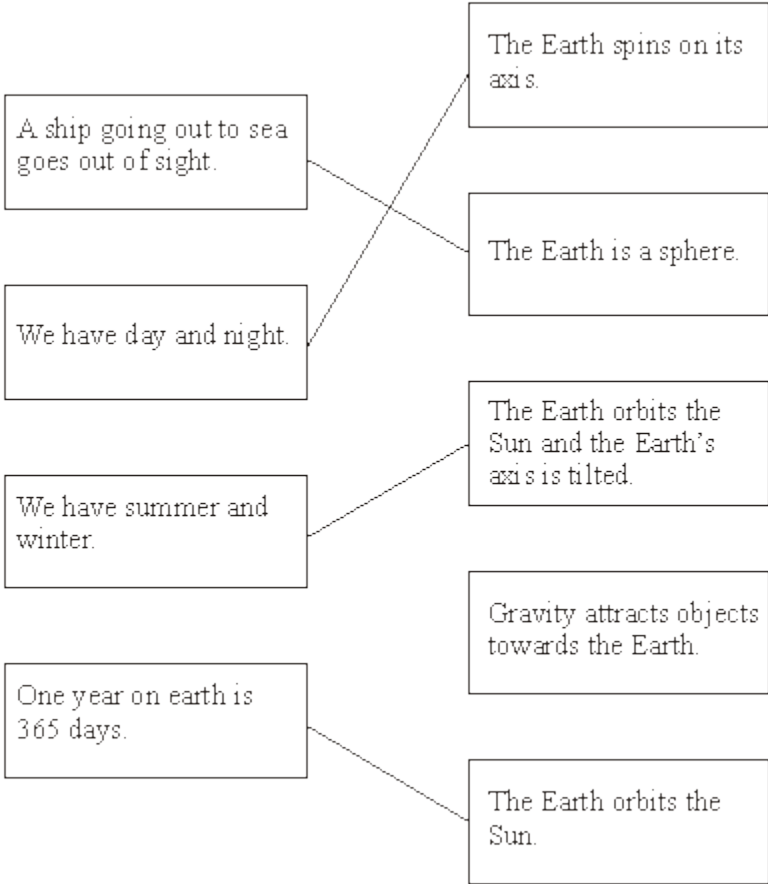 The Earth spins on its
axis.
A ship going out to sea
goes out of sight.
The Earth is a sphere.
We have day and night.
The Earth orbits the
Sun and the Earth’s
axis is tilted.
We have summer and
winter.
Gravity attracts objects
towards the Earth.
One year on earth is
365 days.
The Earth orbits the
Sun.